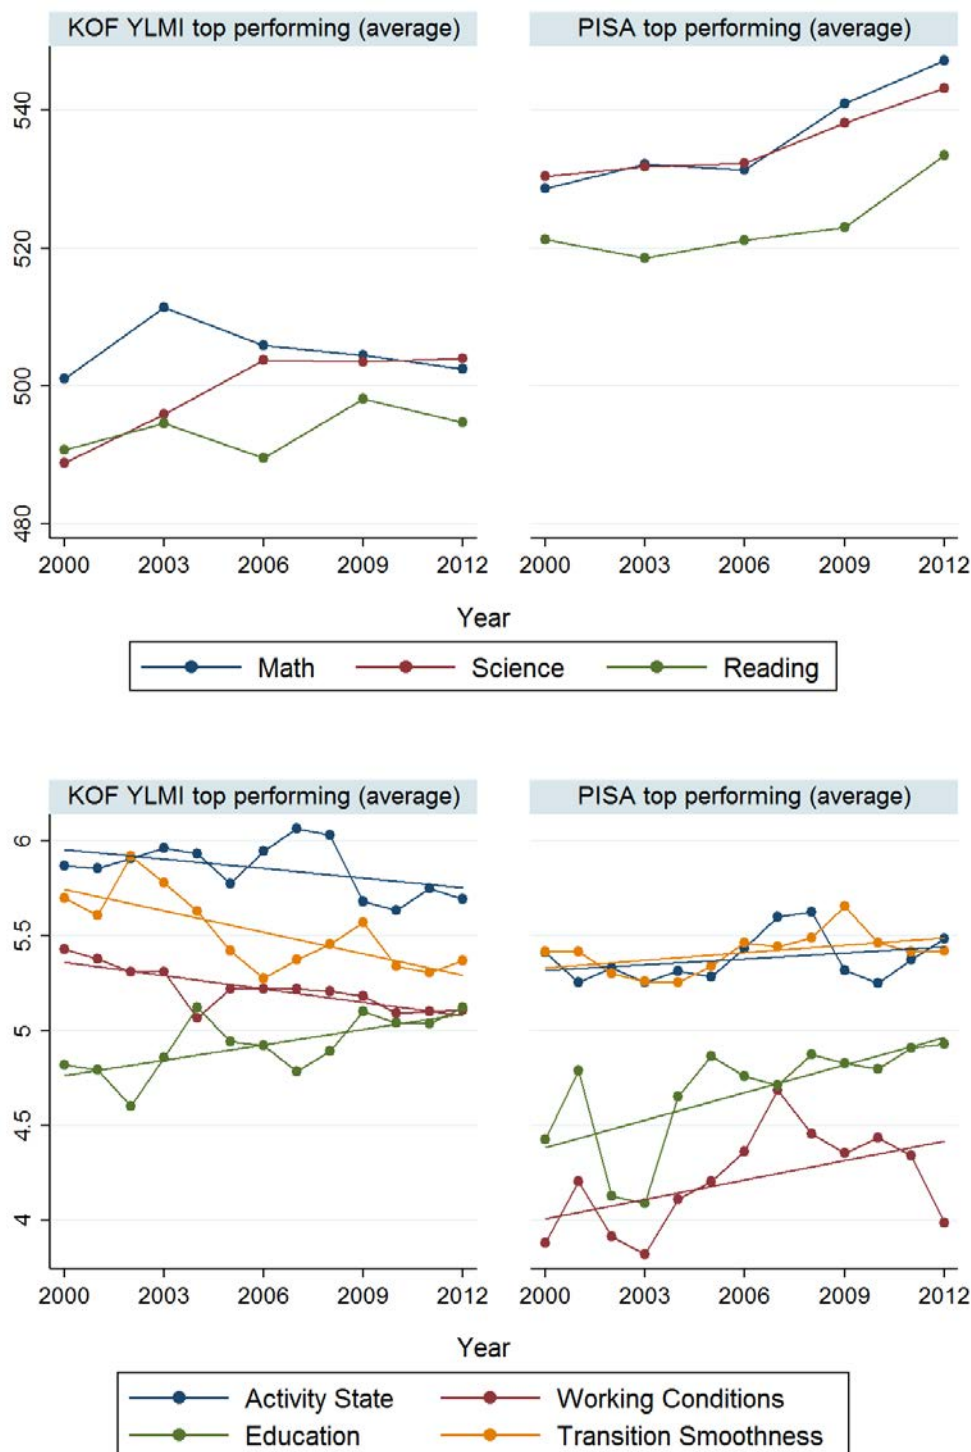 KOF YLMI top performing (average) PISA top performing (average)
540
520
500
480
2000 2003 2006 2009 2012 2000 2003 2006 2009 2012
Year
Math Science Reading
KOF YLMI top performing (average) PISA top performing (average)
6
5.5
5
4.5
4
2000 2003 2006 2009 2012 2000 2003 2006 2009 2012
Year
Activity State Working Conditions
Education Transition Smoothness